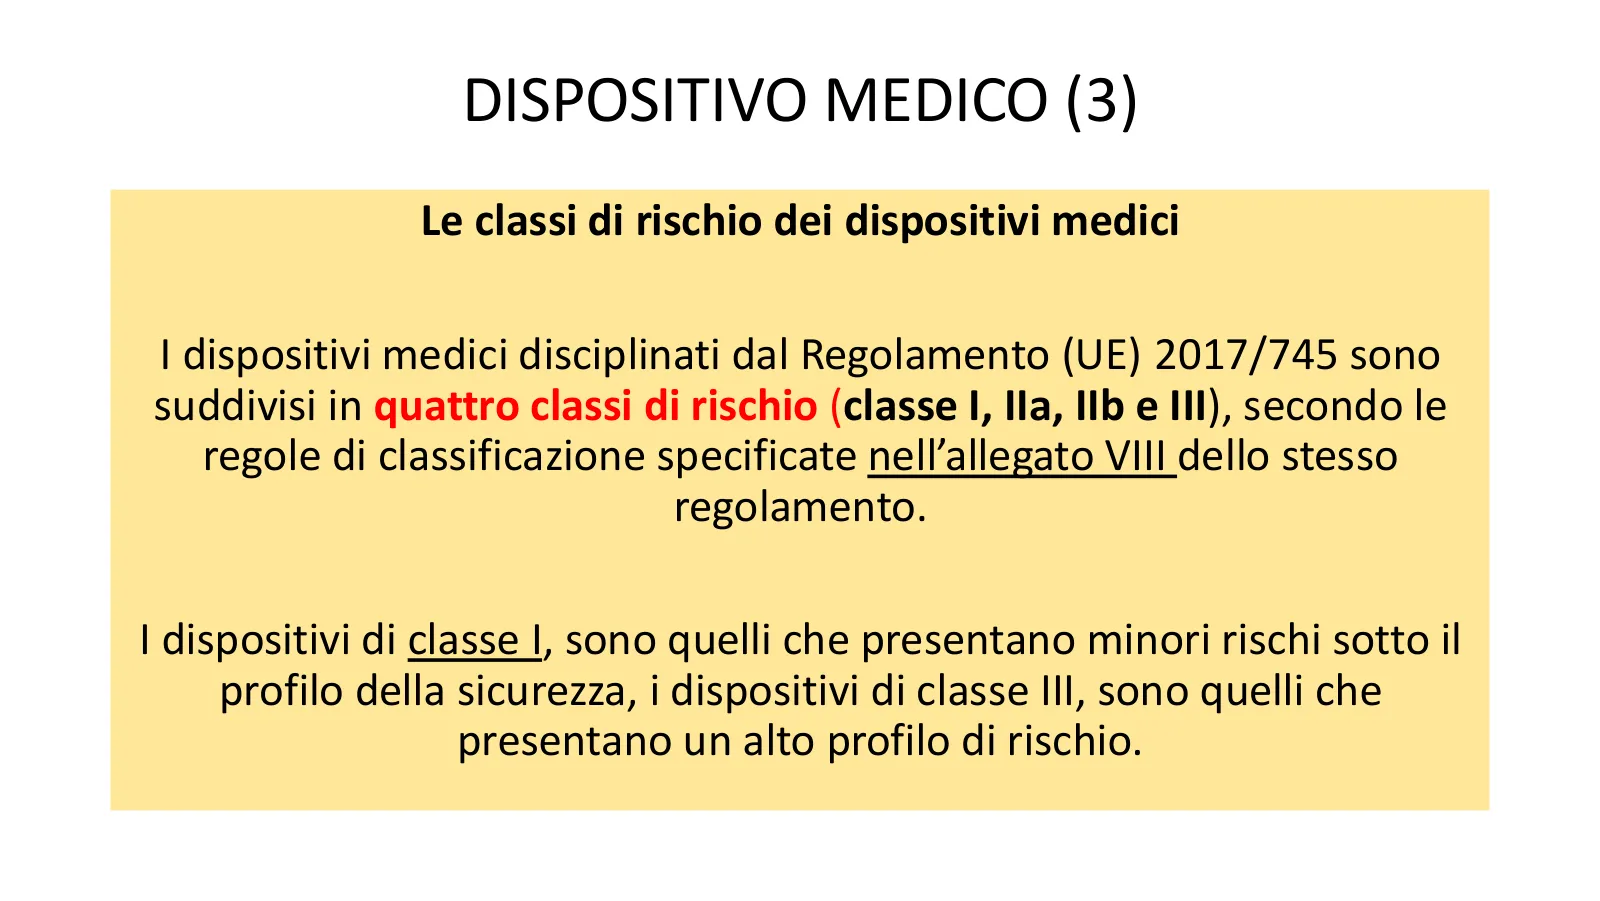 DISPOSITIVO MEDICO (3)
Le classi di rischio dei dispositivi medici
I dispositivi medici disciplinati dal Regolamento (UE) 2017/745 sono
suddivisi in quattro classi di rischio (classe I, IIa, IIb e III), secondo le
regole di classificazione specificate nell’allegato VIII dello stesso
regolamento.
I dispositivi di classe I, sono quelli che presentano minori rischi sotto il
profilo della sicurezza, i dispositivi di classe III, sono quelli che
presentano un alto profilo di rischio.